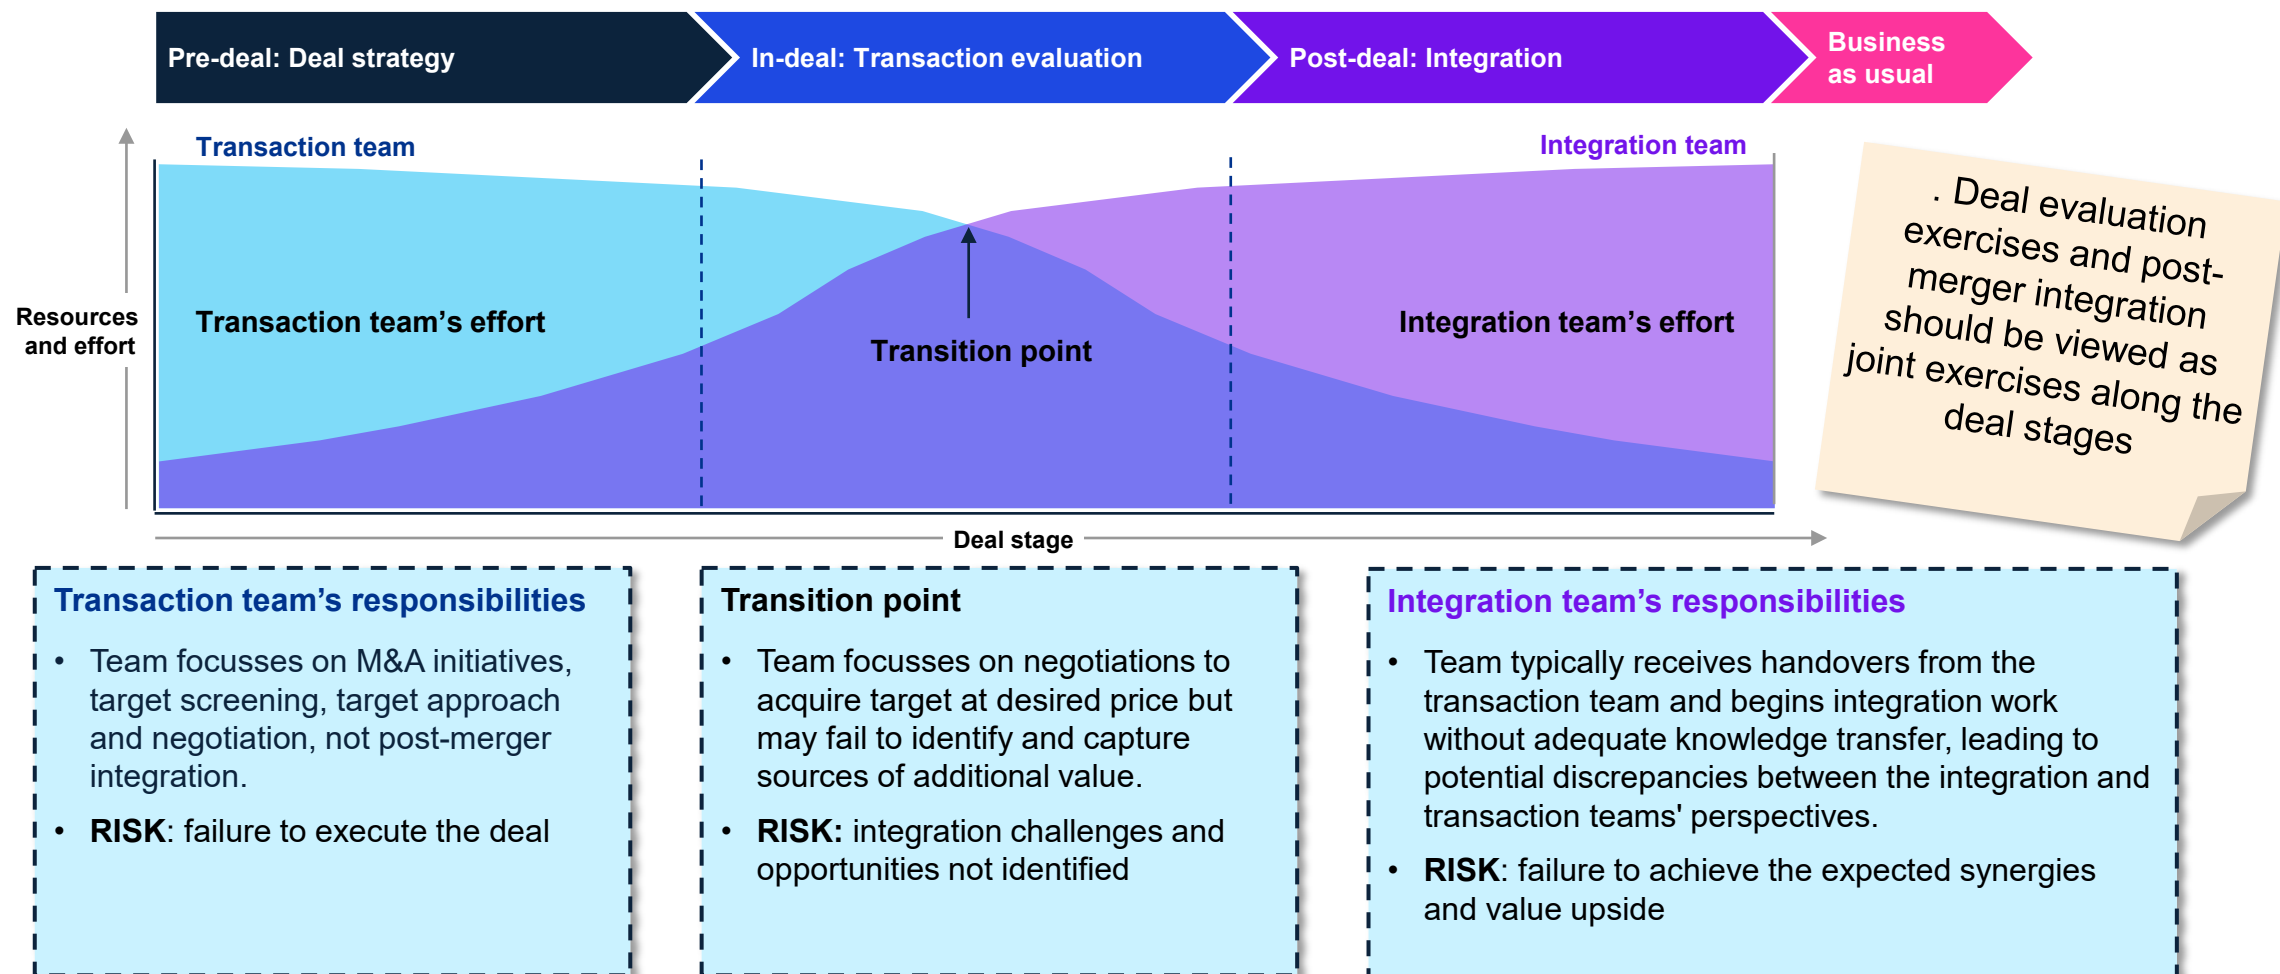 Pre-deal: Deal strategy
In-deal: Transaction evaluation
Post-deal: Integration
Business
as usual
Transaction team
Integration team
Resources
and effort
Transaction team’s effort
Transition point
Integration team’s effort
Deal stage
. Deal evaluation
exercises and post-
merger integration
should be viewed as
joint exercises along the
deal stages
Transaction team’s responsibilities
• Team focusses on M&A initiatives,
target screening, target approach
and negotiation, not post-merger
integration.
• RISK: failure to execute the deal
Transition point
• Team focusses on negotiations to
acquire target at desired price but
may fail to identify and capture
sources of additional value.
• RISK: integration challenges and
opportunities not identified
Integration team’s responsibilities
• Team typically receives handovers from the
transaction team and begins integration work
without adequate knowledge transfer, leading to
potential discrepancies between the integration and
transaction teams' perspectives.
• RISK: failure to achieve the expected synergies
and value upside